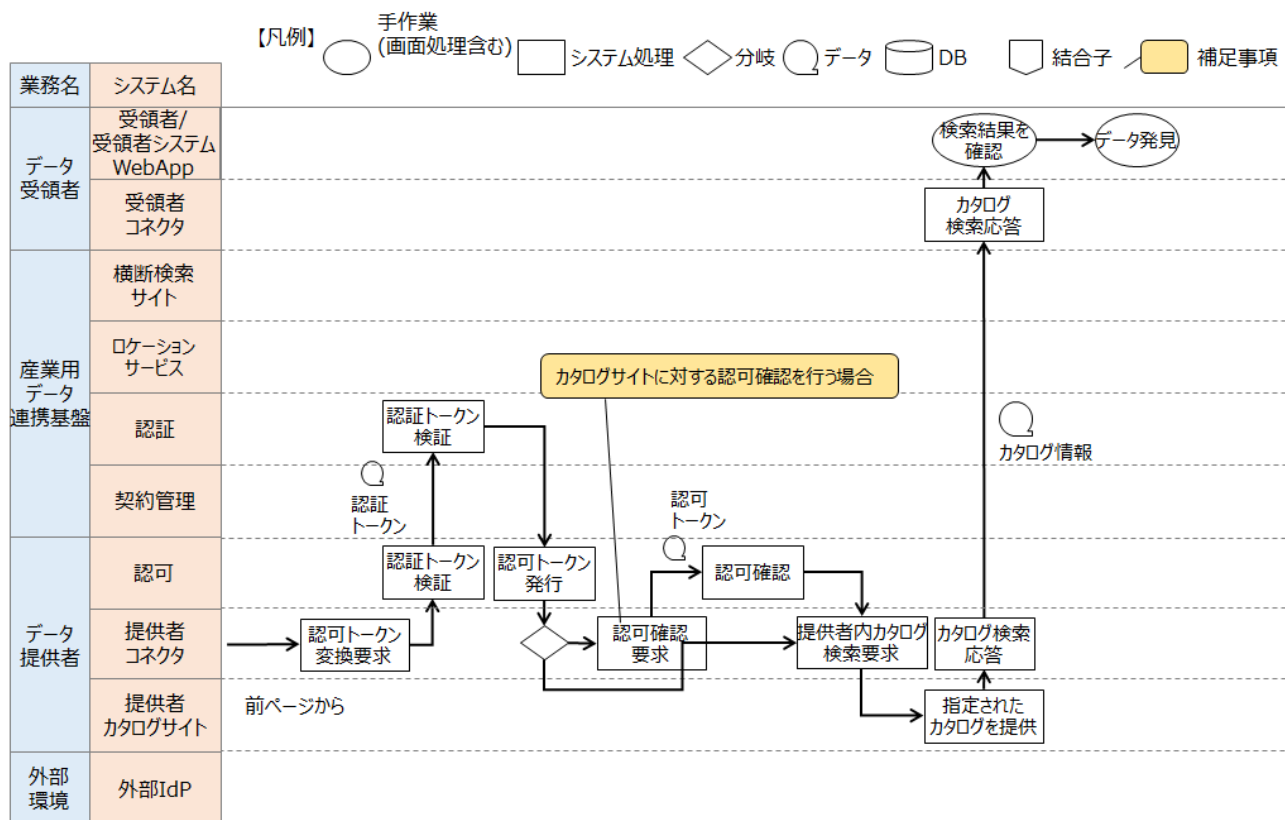 【凡例】
手作業
(画面処理含む)
システム処理
分岐
データ
DB
結合子
補足事項
業務名
システム名
データ
受領者
受領者/
受領者システム
WebApp
検索結果を
確認
データ発見
受領者
コネクタ
カタログ
検索応答
産業用
データ
連携基盤
横断検索
サイト
ロケーション
サービス
カタログサイトに対する認可確認を行う場合
認証
認証トークン
検証
カタログ情報
契約管理
認証
トークン
認可
トークン
データ
提供者
認可
認証トークン
検証
認可トークン
発行
認可確認
提供者
コネクタ
認可トークン
変換要求
認可確認
要求
提供者内カタログ
検索要求
カタログ検索
応答
提供者
カタログサイト
前ページから
指定された
カタログを提供
外部
環境
外部IdP